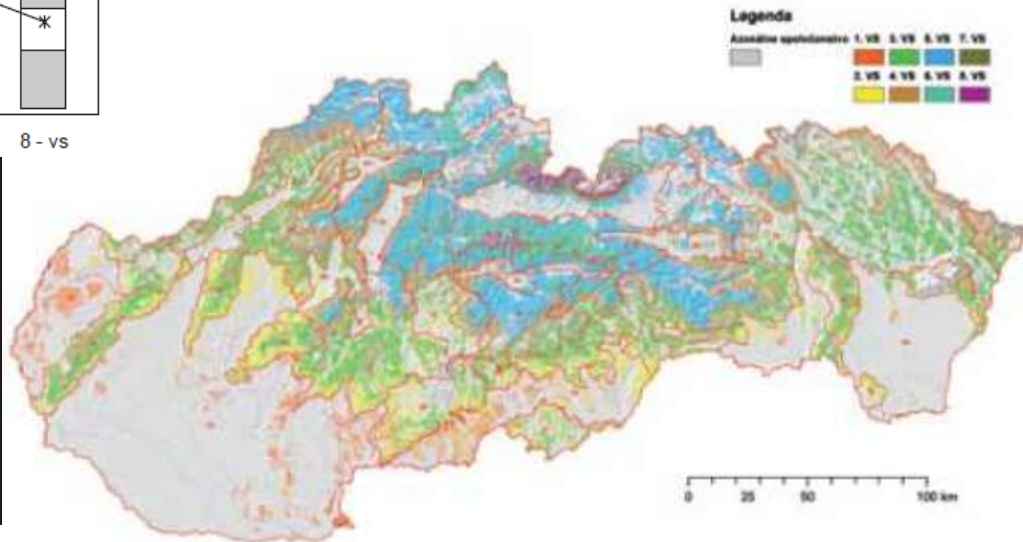 8 - vs
Lagenda
Azonálne spoločenstvo 1. VS 3. VS 5. VS 7. VS
2. VS 4. VS 6. VS 8. VS
0 25 50 100 km